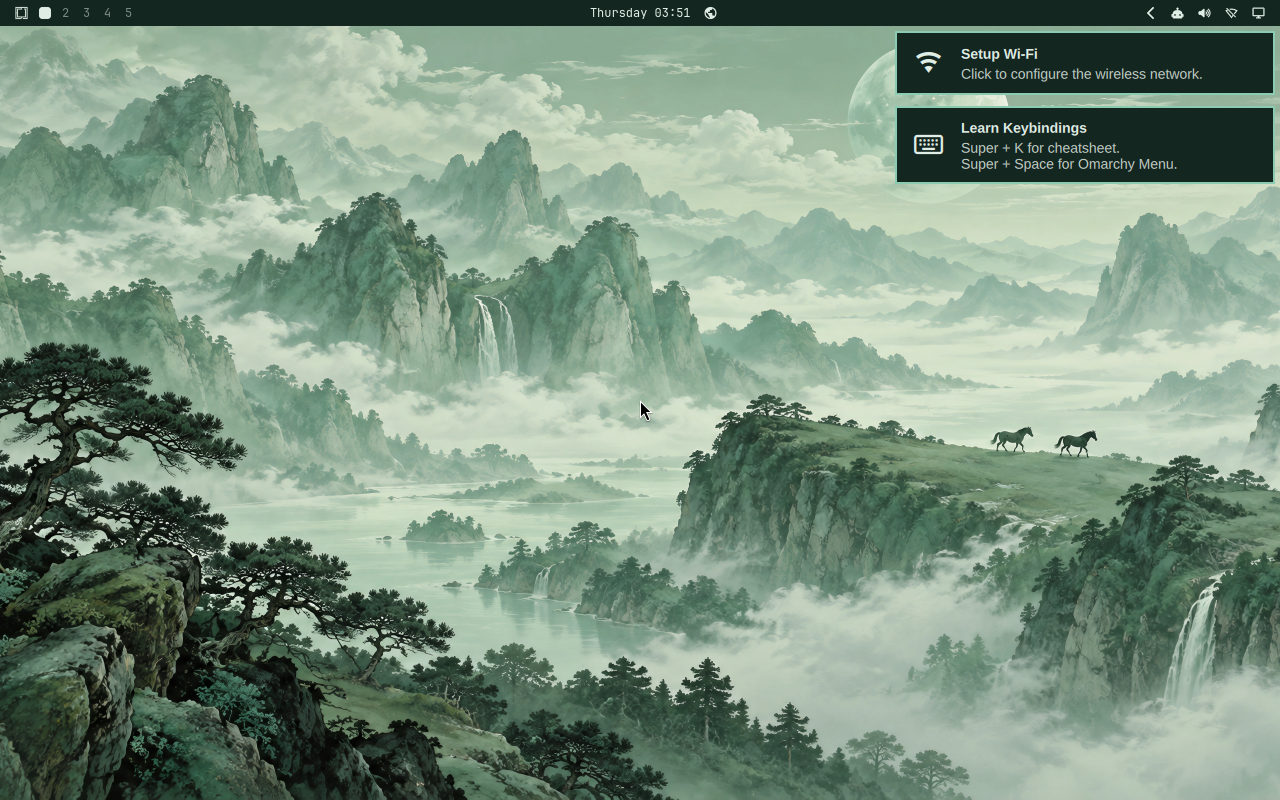 2 3 4 5
Thursday 03:51
Setup Wi-Fi
Click to configure the wireless network.
Learn Keybindings
Super + K for cheatsheet.
Super + Space for Omarchy Menu.